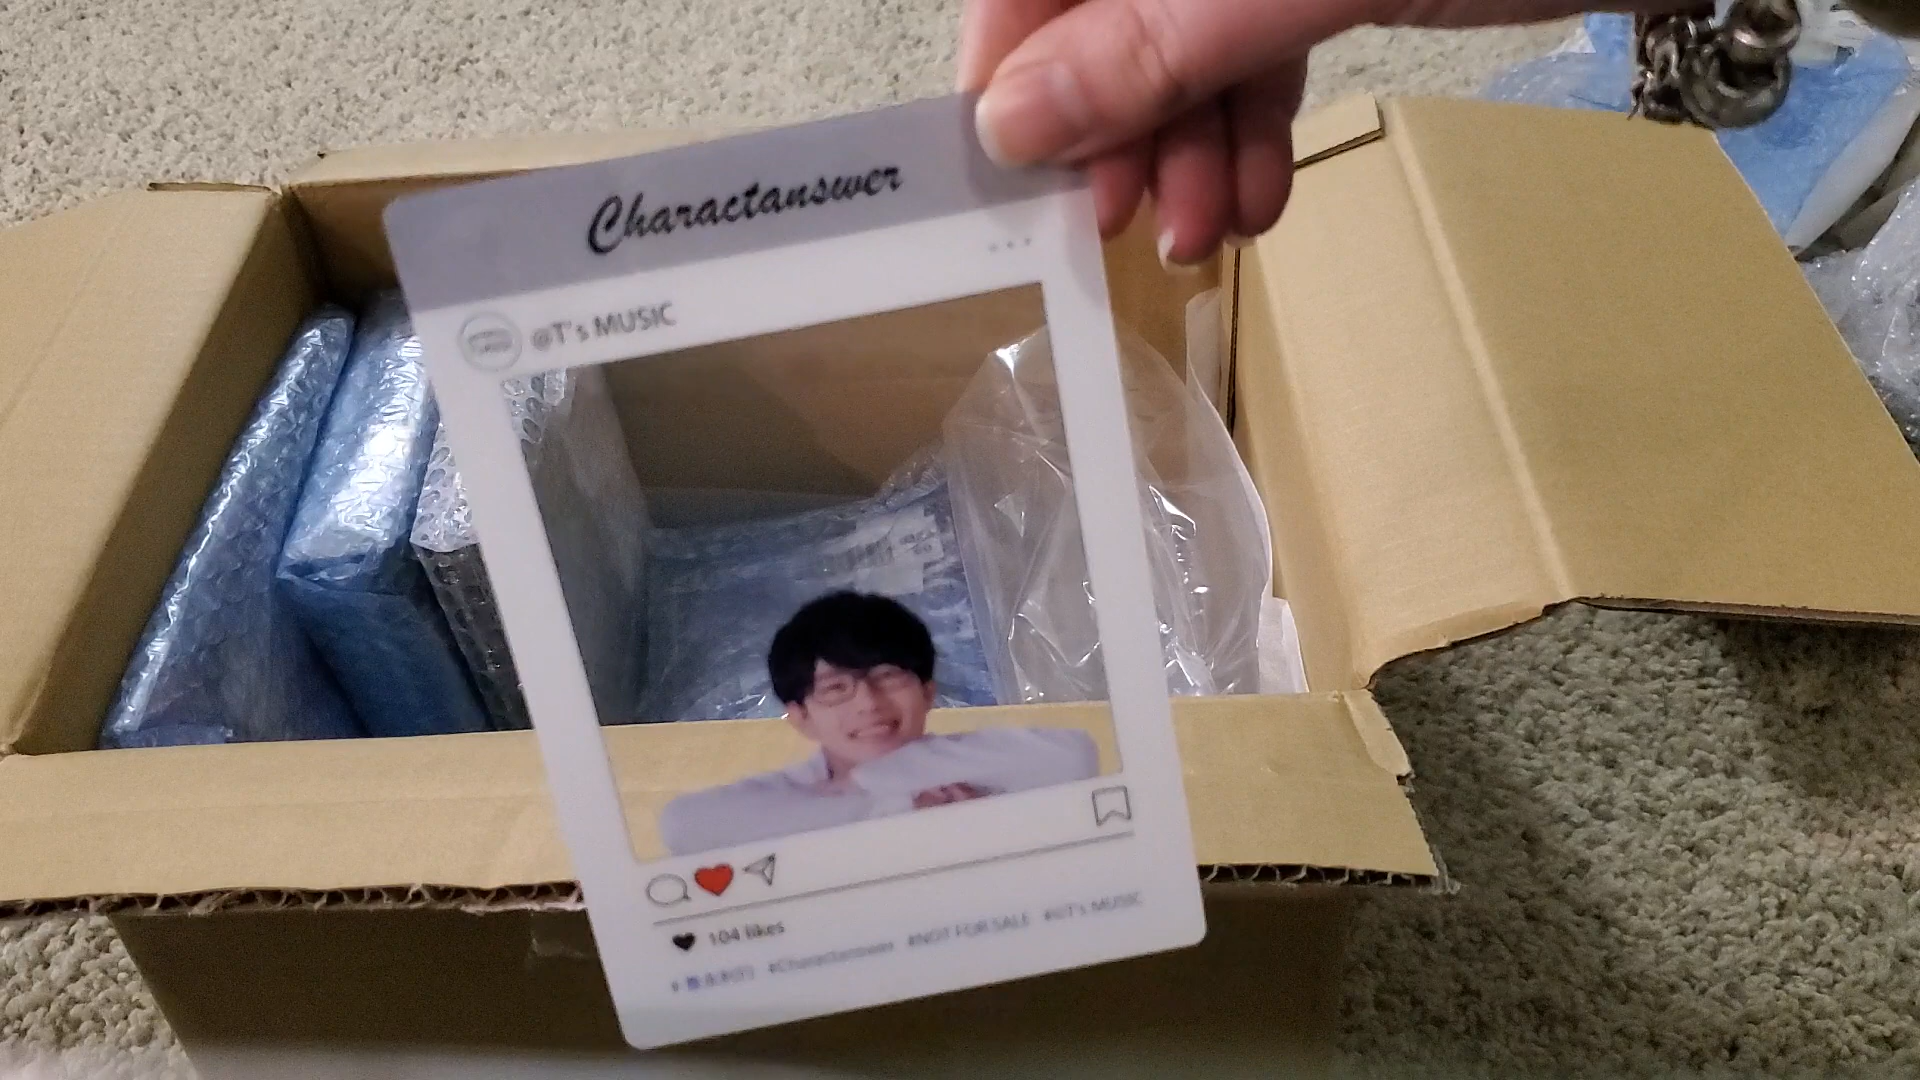 Charactanswer
@T's MUSIC
104 likes
#Charactanswer #NOT FOR SALE #@T's MUSIC